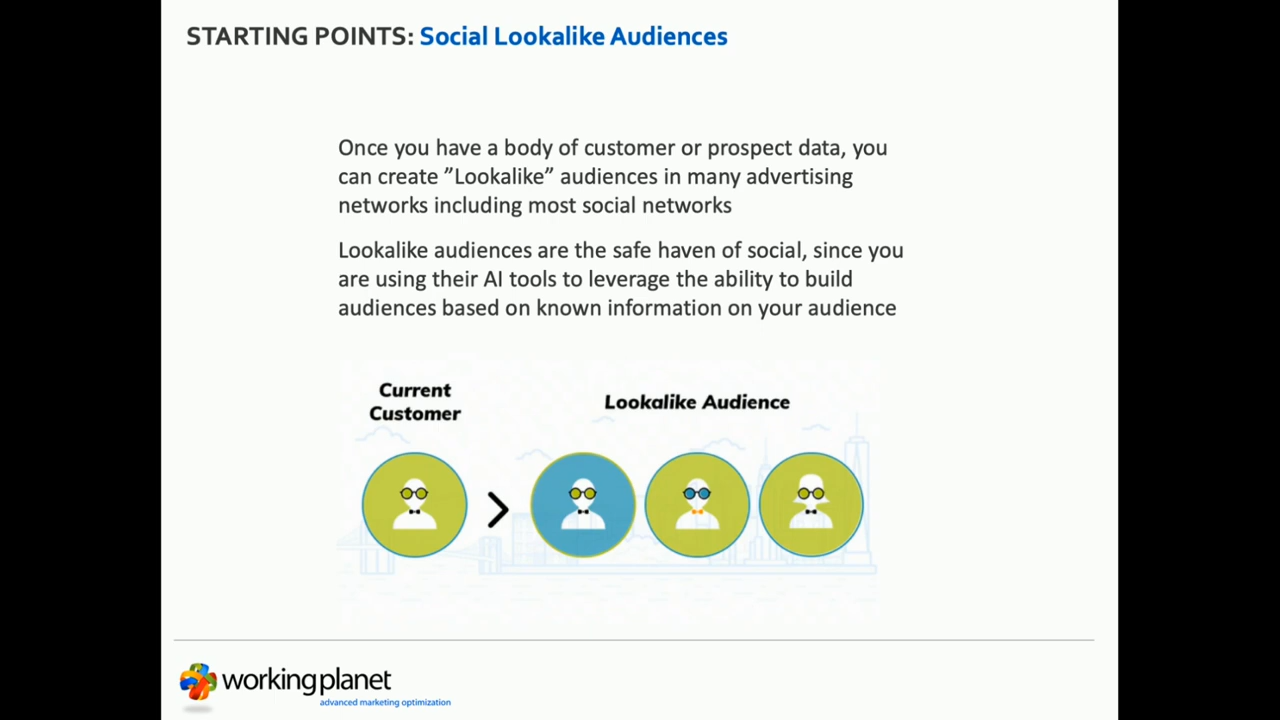 STARTING POINTS: Social Lookalike Audiences
Once you have a body of customer or prospect data, you
can create ”Lookalike” audiences in many advertising
networks including most social networks
Lookalike audiences are the safe haven of social, since you
are using their AI tools to leverage the ability to build
audiences based on known information on your audience
Current
Customer
Lookalike Audience
workingplanet
advanced marketing optimization